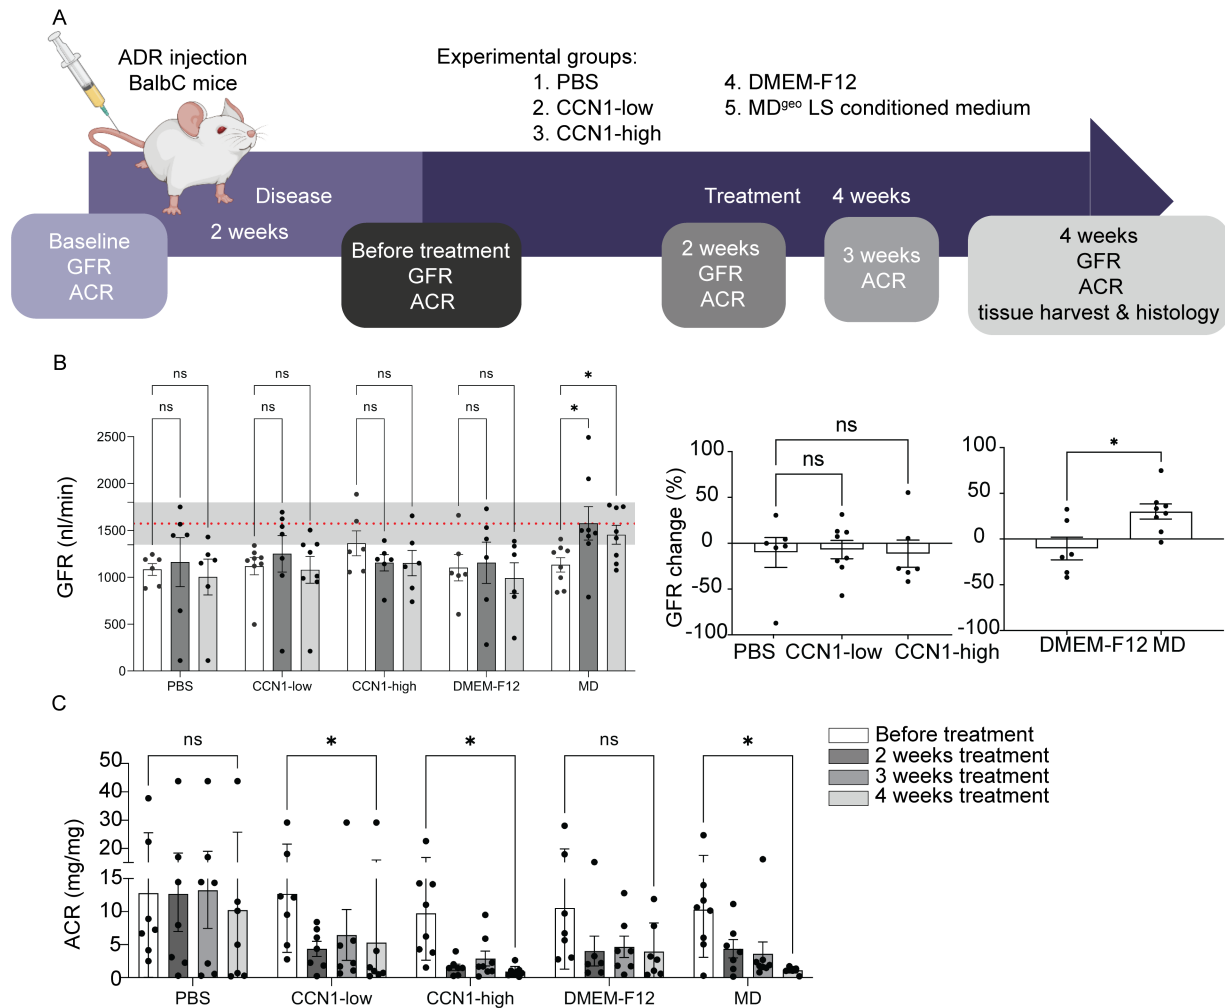 A
ADR injection
BalbC mice
Experimental groups:
1. PBS
2. CCN1-low
3. CCN1-high
4. DMEM-F12
5. MDgeo LS conditioned medium
Disease
2 weeks
Treatment 4 weeks
Baseline
GFR
ACR
Before treatment
GFR
ACR
2 weeks
GFR
ACR
3 weeks
ACR
4 weeks
GFR
ACR
tissue harvest & histology
B
ns ns ns ns *
ns ns ns ns *
GFR (nl/min)
2500
2000
1500
1000
500
0
PBS CCN1-low CCN1-high DMEM-F12 MD
GFR change (%)
100
50
0
-50
-100
ns
ns
PBS CCN1-low CCN1-high
100
50
0
-50
-100
*
DMEM-F12 MD
C
ns * * ns *
ACR (mg/mg)
50
40
30
20
15
10
5
0
PBS CCN1-low CCN1-high DMEM-F12 MD
Before treatment
2 weeks treatment
3 weeks treatment
4 weeks treatment